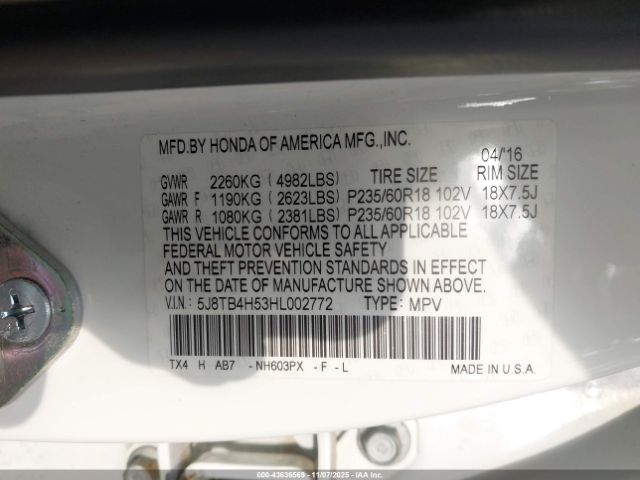 MFD.BY HONDA OF AMERICA MFG.,INC.
04/'16
GVWR 2260KG (4982LBS) TIRE SIZE RIM SIZE
GAWR F 1190KG (2623LBS) P235/60R18 102V 18X7.5J
GAWR R 1080KG (2381LBS) P235/60R18 102V 18X7.5J
THIS VEHICLE CONFORMS TO ALL APPLICABLE
FEDERAL MOTOR VEHICLE SAFETY
AND THEFT PREVENTION STANDARDS IN EFFECT
ON THE DATE OF MANUFACTURE SHOWN ABOVE.
V.I.N.: 5J8TB4H53HL002772 TYPE: MPV
TX4 H AB7 -NH603PX -F -L
MADE IN U.S.A.
000-43636569 - 11/07/2025 - IAA Corp.